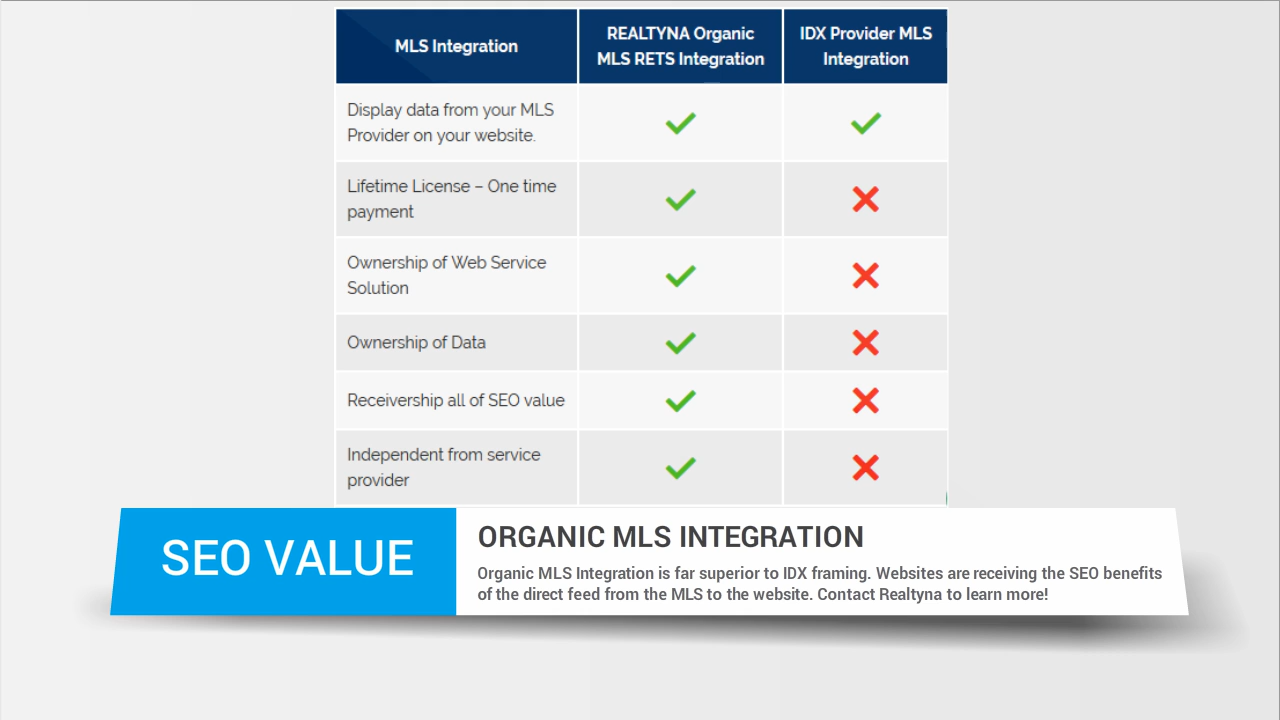 MLS Integration
REALTYNA Organic
MLS RETS Integration
IDX Provider MLS
Integration
Display data from your MLS
Provider on your website.
Lifetime License – One time
payment
Ownership of Web Service
Solution
Ownership of Data
Receivership all of SEO value
Independent from service
provider
SEO VALUE
ORGANIC MLS INTEGRATION
Organic MLS Integration is far superior to IDX framing. Websites are receiving the SEO benefits
of the direct feed from the MLS to the website. Contact Realtyna to learn more!